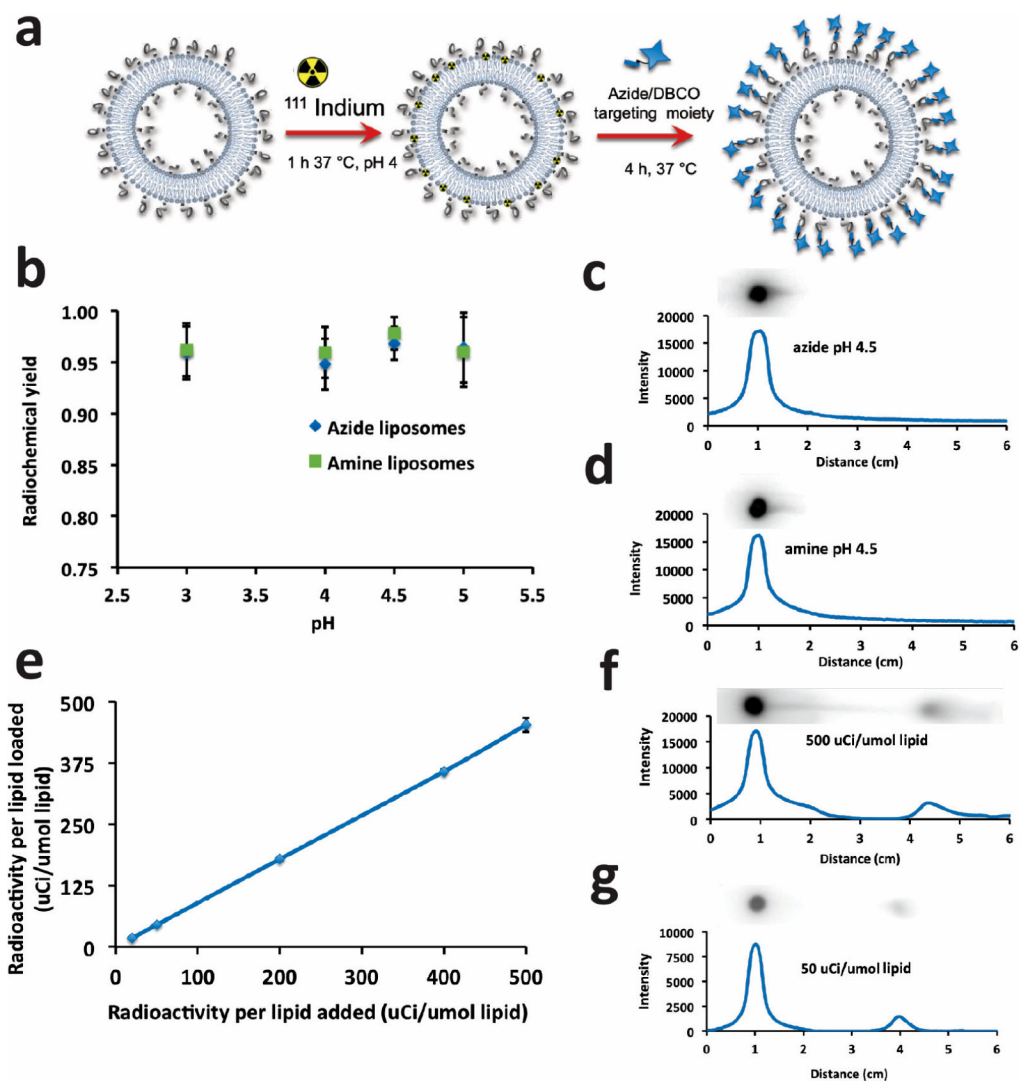 a
111 Indium
1 h 37 °C, pH 4
Azide/DBCO
targeting moiety
4 h, 37 °C
b
Radiochemical yield
1.00
0.95
0.90
0.85
0.80
0.75
2.5 3 3.5 4 4.5 5 5.5
pH
Azide liposomes
Amine liposomes
c
Intensity
20000
15000
10000
5000
0
azide pH 4.5
0 1 2 3 4 5 6
Distance (cm)
d
Intensity
20000
15000
10000
5000
0
amine pH 4.5
0 1 2 3 4 5 6
Distance (cm)
e
Radioactivity per lipid loaded
(uCi/umol lipid)
500
375
250
125
0
0 100 200 300 400 500
Radioactivity per lipid added (uCi/umol lipid)
f
Intensity
20000
15000
10000
5000
0
500 uCi/umol lipid
0 1 2 3 4 5 6
Distance (cm)
g
Intensity
10000
7500
5000
2500
0
50 uCi/umol lipid
0 1 2 3 4 5 6
Distance (cm)